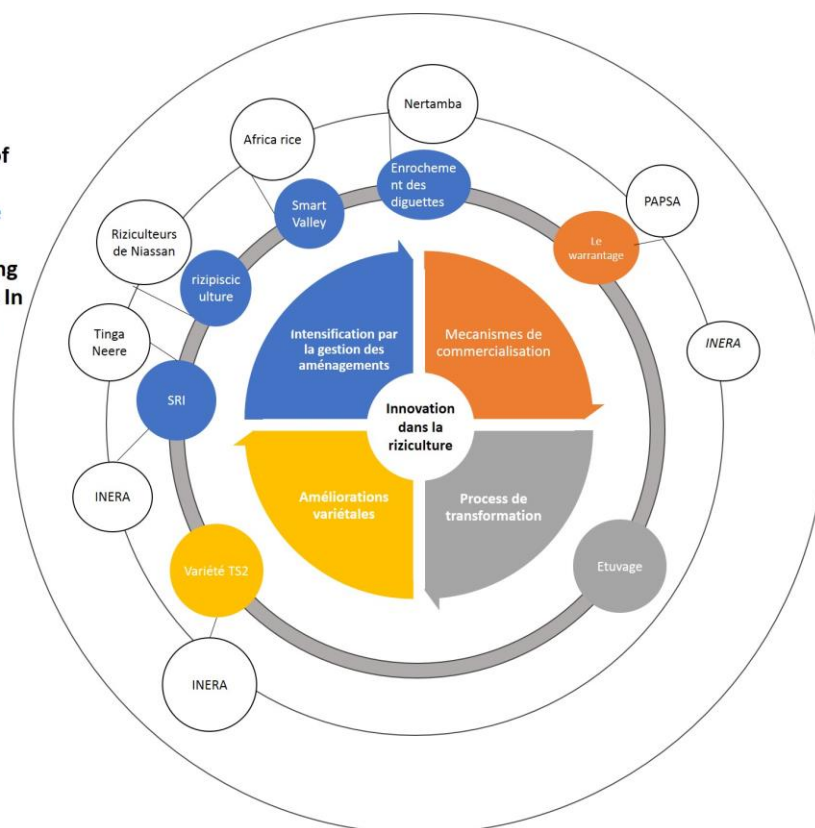 of
e
ng
In
Nertamba
Africa rice
Enrocheme
nt des
diguettes
PAPSA
Smart
Valley
Riziculteurs
de Niassan
Le
warrantage
rizipiscic
ulture
Tinga
Neere
Intensification par
la gestion des
aménagements
Mecanismes de
commercialisation
INERA
SRI
Innovation
dans la
riziculture
INERA
Améliorations
variétales
Process de
transformation
Variété TS2
Etuvage
INERA